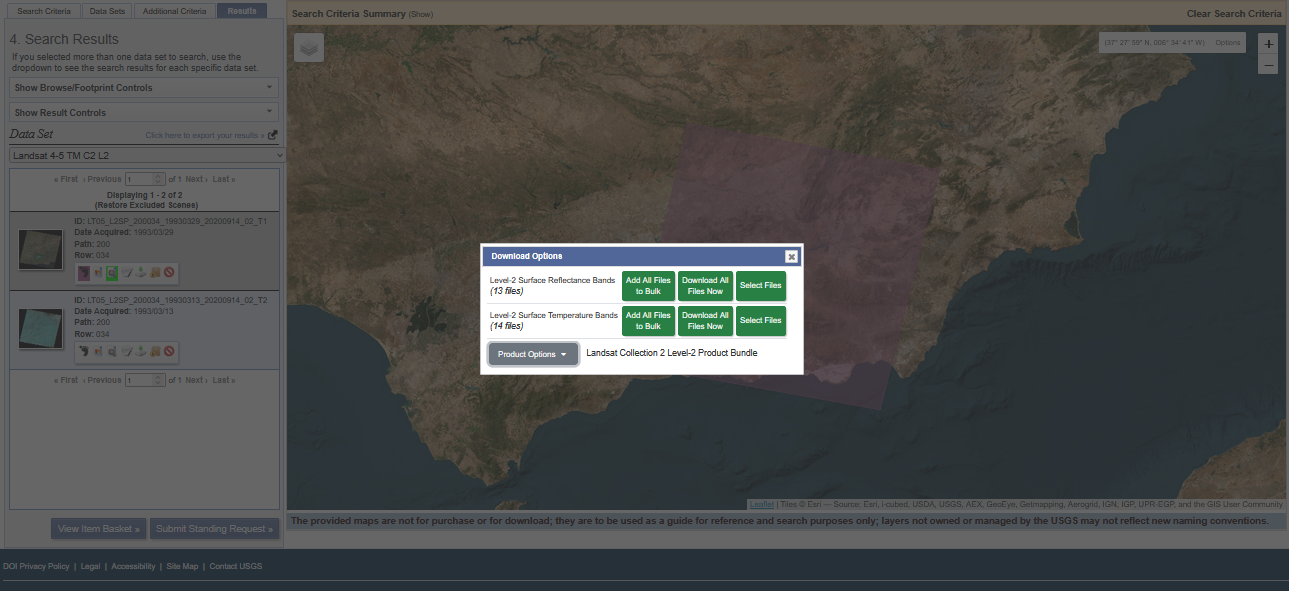 Search Criteria
Data Sets
Additional Criteria
Results
4. Search Results
If you selected more than one data set to search, use the
dropdown to see the search results for each specific data set.
Show Browse/Footprint Controls
Show Result Controls
Data Set
Click here to export your results »
Landsat 4-5 TM C2 L2
« First ‹ Previous 1 of 1 Next › Last »
Displaying 1 - 2 of 2
(Restore Excluded Scenes)
ID: LT05_L2SP_200034_19930329_20200914_02_T1
Date Acquired: 1993/03/29
Path: 200
Row: 034
ID: LT05_L2SP_200034_19930313_20200914_02_T2
Date Acquired: 1993/03/13
Path: 200
Row: 034
« First ‹ Previous 1 of 1 Next › Last »
View Item Basket »
Submit Standing Request »
Search Criteria Summary (Show)
Clear Search Criteria
(37° 27' 59" N, 006° 34' 41" W)
Options
+
−
Download Options
Level-2 Surface Reflectance Bands
(13 files)
Add All Files
to Bulk
Download All
Files Now
Select Files
Level-2 Surface Temperature Bands
(14 files)
Add All Files
to Bulk
Download All
Files Now
Select Files
Product Options
Landsat Collection 2 Level-2 Product Bundle
Leaflet | Tiles © Esri — Source: Esri, i-cubed, USDA, USGS, AEX, GeoEye, Getmapping, Aerogrid, IGN, IGP, UPR-EGP, and the GIS User Community
The provided maps are not for purchase or for download; they are to be used as a guide for reference and search purposes only; layers not owned or managed by the USGS may not reflect new naming conventions.
DOI Privacy Policy | Legal | Accessibility | Site Map | Contact USGS